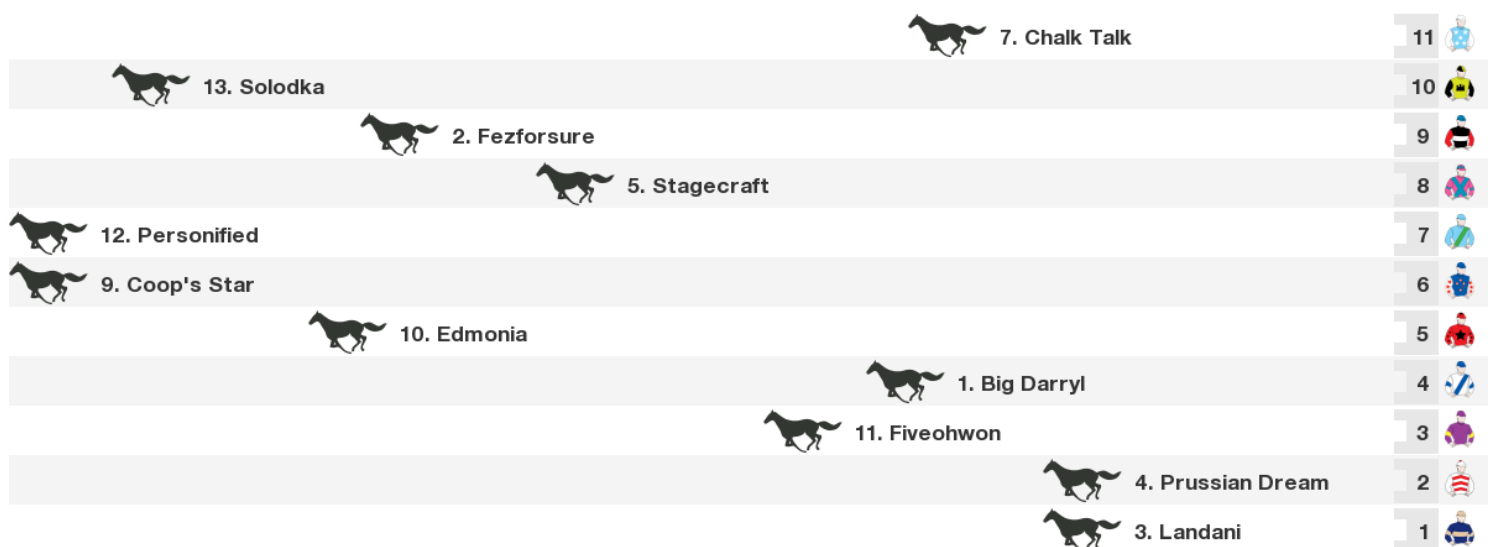 7. Chalk Talk 11
13. Solodka 10
2. Fezforsure 9
5. Stagecraft 8
12. Personified 7
9. Coop's Star 6
10. Edmonia 5
1. Big Darryl 4
11. Fiveohwon 3
4. Prussian Dream 2
3. Landani 1